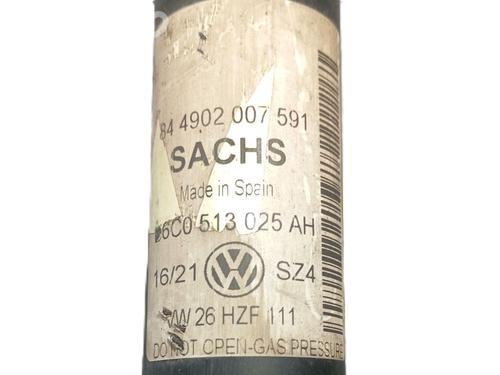 84 4902 007 591
SACHS
Made in Spain
6C0 513 025 AH
16/21 SZ4
VW 26 HZF 111
DO NOT OPEN-GAS PRESSURE